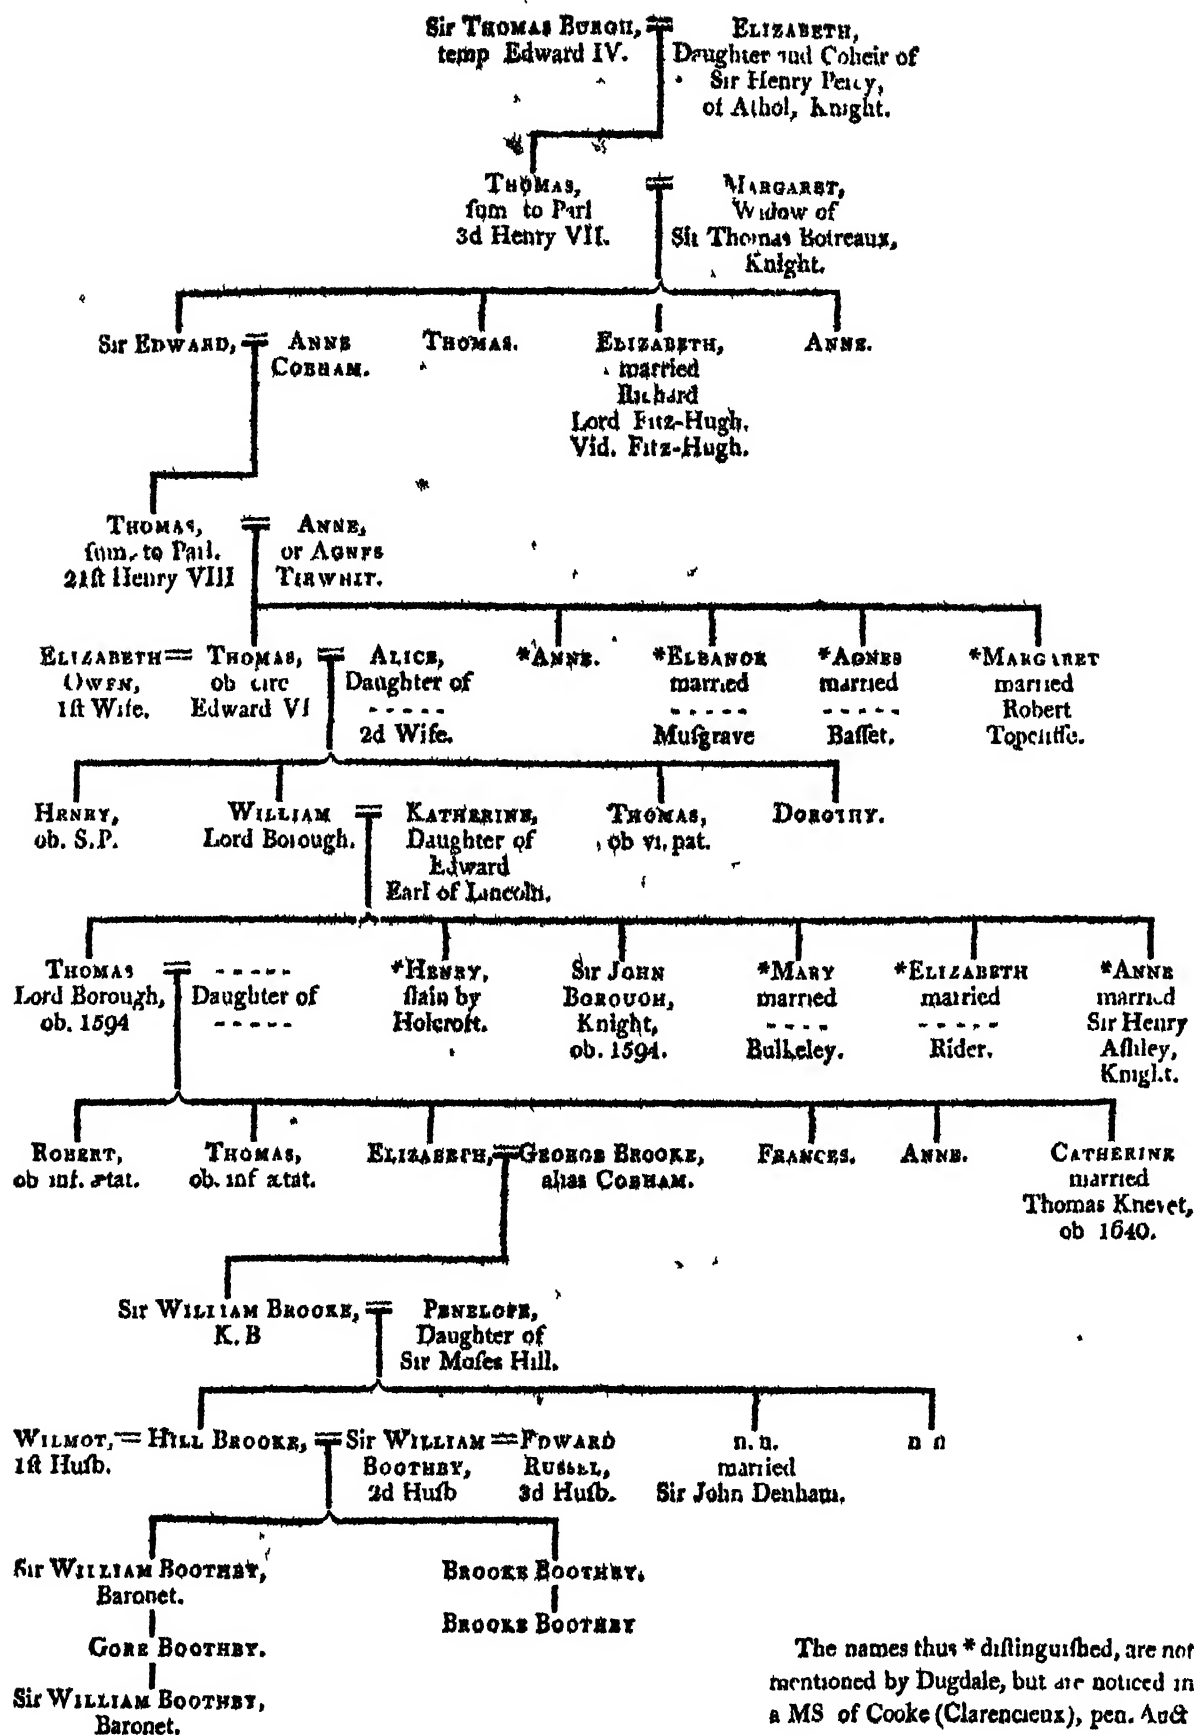 Sir THOMAS BURGH,
temp Edward IV.
ELIZABETH,
Daughter and Coheir of
Sir Henry Percy,
of Athol, Knight.
THOMAS,
ſum to Parl
3d Henry VII.
MARGARET,
Widow of
Sir Thomas Botreaux,
Knight.
Sir EDWARD,
ANNE
COBHAM.
THOMAS.
ELIZABETH,
married
Richard
Lord Fitz-Hugh.
Vid. Fitz-Hugh.
ANNE.
THOMAS,
ſum. to Parl.
21ſt Henry VIII
ANNE,
or AGNES
TIRWHIT.
ELIZABETH
OWEN,
1ſt Wife.
THOMAS,
ob circ
Edward VI
ALICE,
Daughter of
- - - - -
2d Wife.
*ANNE.
*ELEANOR
married
- - - - -
Muſgrave
*AGNES
married
- - - - -
Baſſet.
*MARGARET
married
Robert
Topcliffe.
HENRY,
ob. S.P.
WILLIAM
Lord Borough.
KATHERINE,
Daughter of
Edward
Earl of Lincoln.
THOMAS,
ob vi. pat.
DOROTHY.
THOMAS
Lord Borough,
ob. 1594
- - - - -
Daughter of
- - - - -
*HENRY,
ſlain by
Holcroft.
Sir JOHN
BOROUGH,
Knight,
ob. 1594.
*MARY
married
- - - -
Bulkeley.
*ELIZABETH
married
- - - - -
Rider.
*ANNE
married
Sir Henry
Aſhley,
Knight.
ROBERT,
ob inf. ætat.
THOMAS,
ob. inf ætat.
ELIZABETH,
GEORGE BROOKE,
alias COBHAM.
FRANCES.
ANNE.
CATHERINE
married
Thomas Knevet,
ob 1640.
Sir WILLIAM BROOKE,
K. B
PENELOPE,
Daughter of
Sir Moſes Hill.
WILMOT,
1ſt Huſb.
HILL BROOKE,
Sir WILLIAM
BOOTHBY,
2d Huſb
EDWARD
RUSSEL,
3d Huſb.
n. n.
married
Sir John Denham.
n n
Sir WILLIAM BOOTHBY,
Baronet.
GORE BOOTHBY.
Sir WILLIAM BOOTHBY,
Baronet.
BROOKE BOOTHBY.
BROOKE BOOTHBY
The names thus * diſtinguiſhed, are not
mentioned by Dugdale, but are noticed in
a MS of Cooke (Clarencieux), pen. Auct